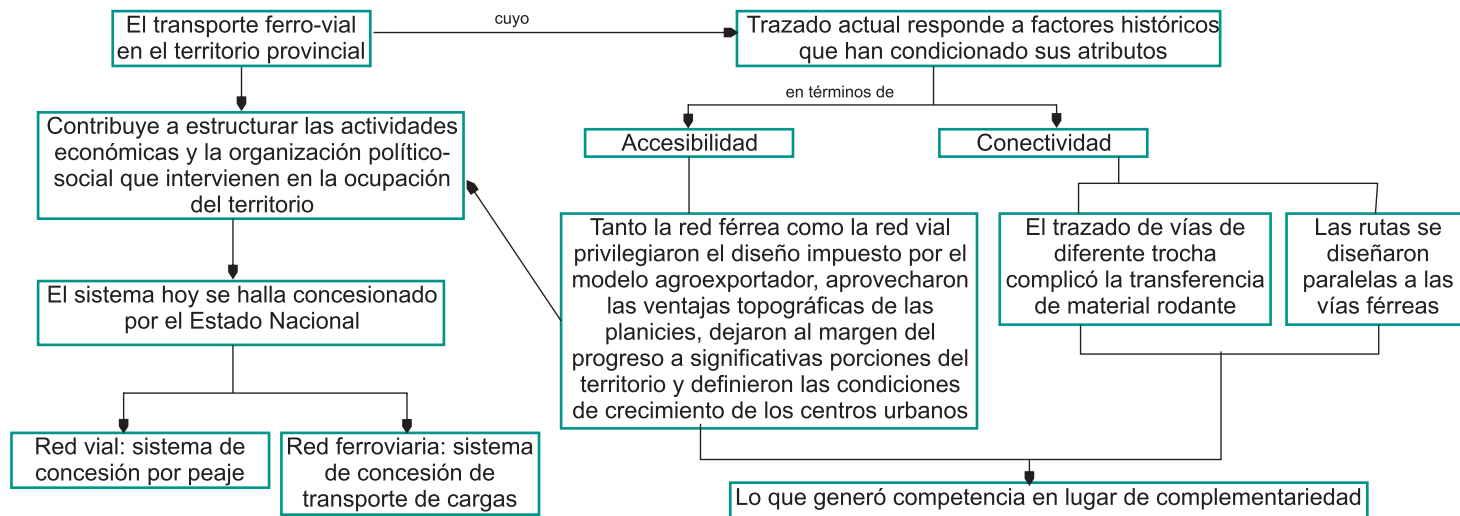 El transporte ferro-vial
en el territorio provincial
cuyo
Trazado actual responde a factores históricos
que han condicionado sus atributos
en términos de
Contribuye a estructurar las actividades
económicas y la organización político-
social que intervienen en la ocupación
del territorio
Accesibilidad
Conectividad
Tanto la red férrea como la red vial
privilegiaron el diseño impuesto por el
modelo agroexportador, aprovecharon
las ventajas topográficas de las
planicies, dejaron al margen del
progreso a significativas porciones del
territorio y definieron las condiciones
de crecimiento de los centros urbanos
El trazado de vías de
diferente trocha
complicó la transferencia
de material rodante
Las rutas se
diseñaron
paralelas a las
vías férreas
El sistema hoy se halla concesionado
por el Estado Nacional
Red vial: sistema de
concesión por peaje
Red ferroviaria: sistema
de concesión de
transporte de cargas
Lo que generó competencia en lugar de complementariedad